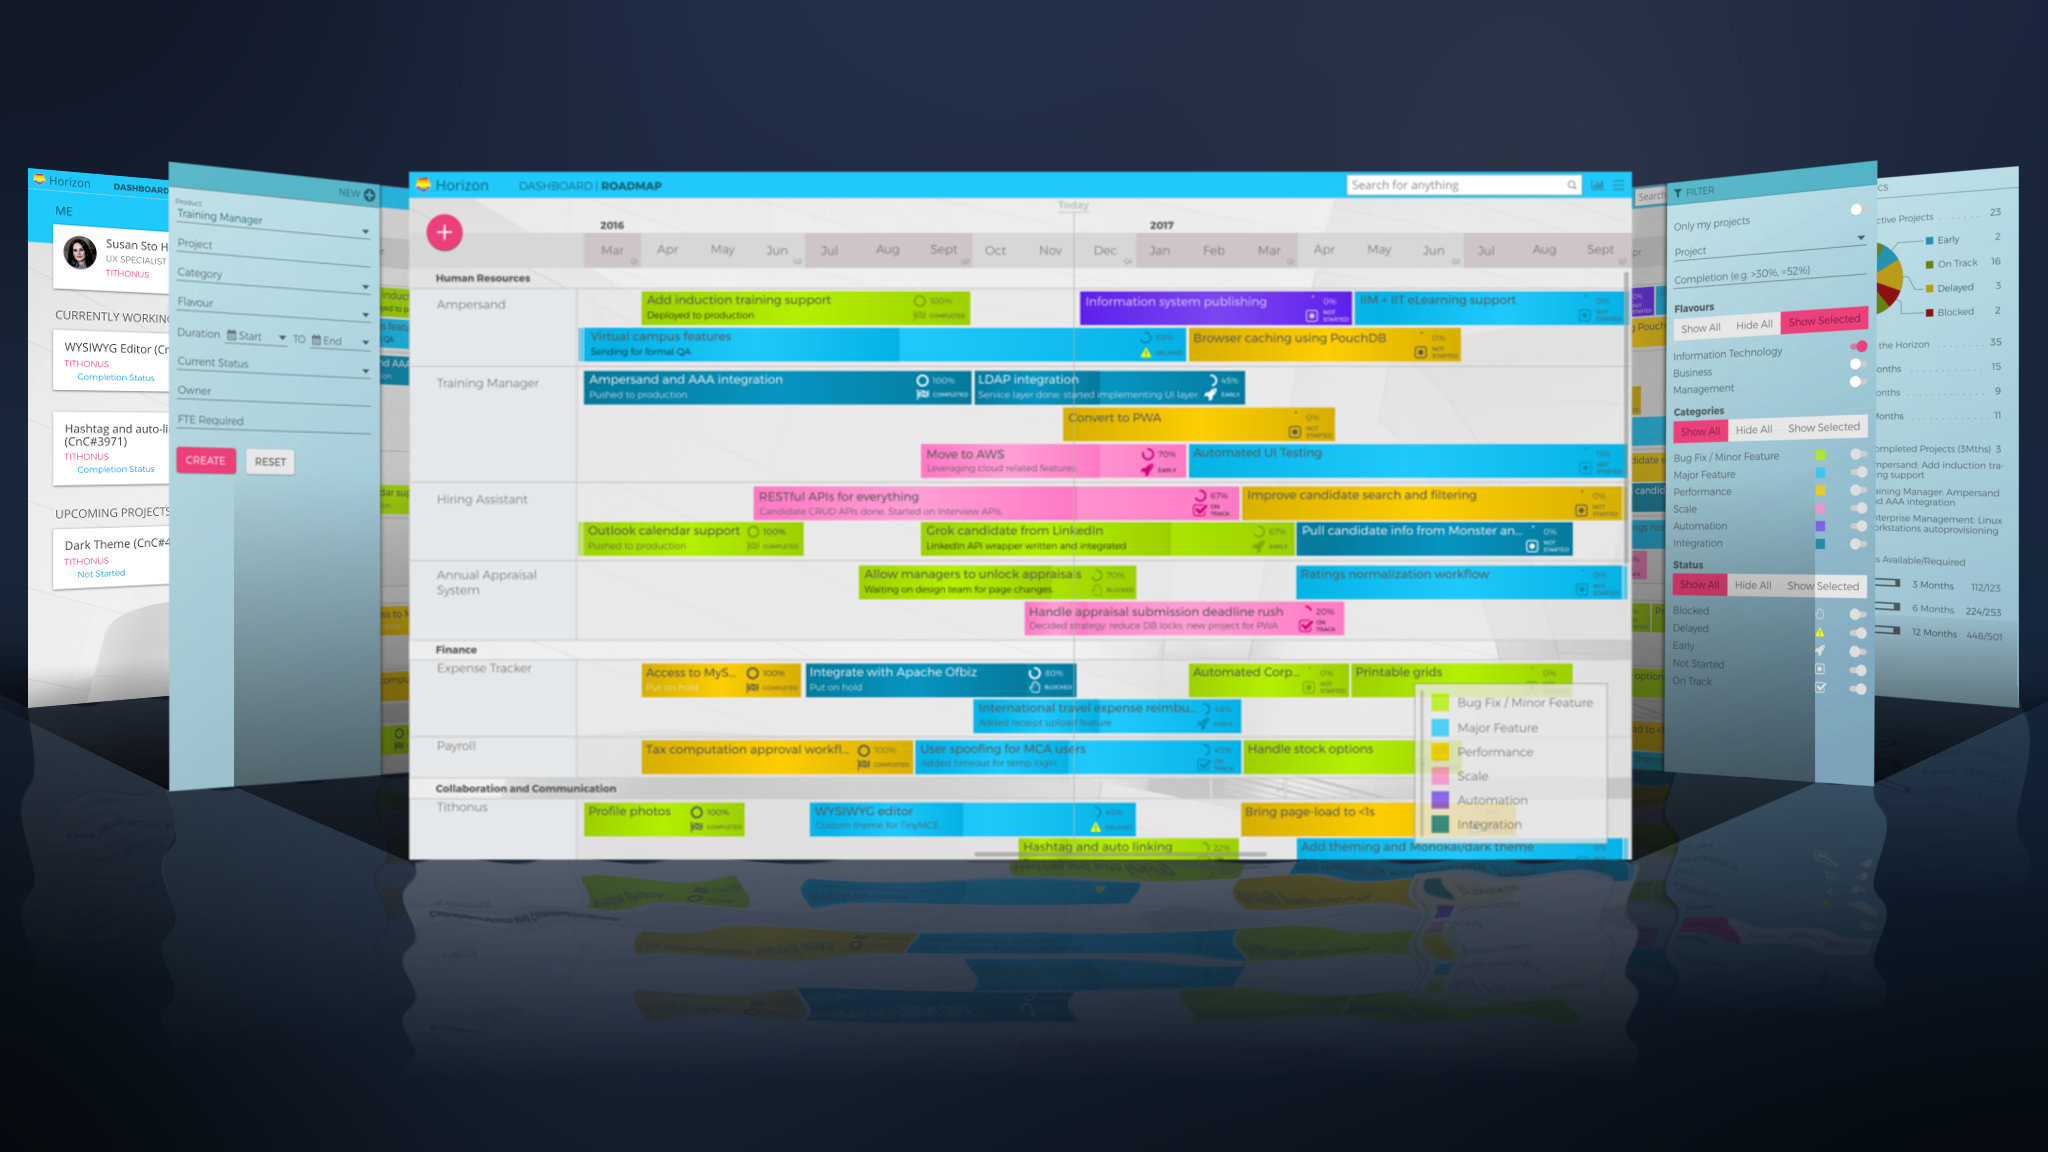 Horizon
DASHBOARD
ME
Susan Sto H
UX SPECIALIST
TITHONUS
CURRENTLY WORKING
WYSIWYG Editor (Cn
TITHONUS
Completion Status
Hashtag and auto-li
(CnC#3971)
TITHONUS
Completion Status
UPCOMING PROJECTS
Dark Theme (CnC#4
TITHONUS
Not Started
NEW
Product
Training Manager
Project
Category
Flavour
Duration Start TO End
Current Status
Owner
FTE Required
CREATE RESET
Horizon DASHBOARD | ROADMAP
Search for anything
Today
2016 2017
Mar Apr May Jun Jul Aug Sept Oct Nov Dec Jan Feb Mar Apr May Jun Jul Aug Sept
Human Resources
Ampersand
Add induction training support 100%
Deployed to production COMPLETED
Information system publishing 0%
NOT STARTED
IIM + IIT eLearning support 0%
NOT STARTED
Virtual campus features 68%
Sending for formal QA DELAYED
Browser caching using PouchDB 0%
NOT STARTED
Training Manager
Ampersand and AAA integration 100%
Pushed to production COMPLETED
LDAP integration 45%
Service layer done; started implementing UI layer. EARLY
Convert to PWA 0%
NOT STARTED
Move to AWS 70%
Leveraging cloud related features EARLY
Automated UI Testing 0%
NOT STARTED
Hiring Assistant
RESTful APIs for everything 67%
Candidate CRUD APIs done. Started on Interview APIs ON TRACK
Improve candidate search and filtering 0%
NOT STARTED
Outlook calendar support 100%
Pushed to production COMPLETED
Grok candidate from LinkedIn 67%
LinkedIn API wrapper written and integrated EARLY
Pull candidate info from Monster an... 0%
NOT STARTED
Annual Appraisal
System
Allow managers to unlock appraisals 70%
Waiting on design team for page changes BLOCKED
Ratings normalization workflow 0%
NOT STARTED
Handle appraisal submission deadline rush 20%
Decided strategy: reduce DB locks, new project for PWA ON TRACK
Finance
Expense Tracker
Access to MyS... 100%
Put on hold COMPLETED
Integrate with Apache Ofbiz 80%
Put on hold BLOCKED
Automated Corp... 0%
NOT STARTED
Printable grids 0%
International travel expense reimbu... 45%
Added receipt upload feature EARLY
Payroll
Tax computation approval workfl... 100%
COMPLETED
User spoofing for MCA users 45%
Added timeout for temp login ON TRACK
Handle stock options
Collaboration and Communication
Tithonus
Profile photos 100%
COMPLETED
WYSIWYG editor 45%
Custom theme for TinyMCE DELAYED
Bring page-load to <1s
Hashtag and auto linking 22%
Add theming and Monokai/dark theme 0%
Bug Fix / Minor Feature
Major Feature
Performance
Scale
Automation
Integration
Search
FILTER
Only my projects
Project
Completion (e.g. >30%, =52%)
Flavours
Show All Hide All Show Selected
Information Technology
Business
Management
Categories
Show All Hide All Show Selected
Bug Fix / Minor Feature
Major Feature
Performance
Scale
Automation
Integration
Status
Show All Hide All Show Selected
Blocked
Delayed
Early
Not Started
On Track
CS
ctive Projects ....... 23
Early 2
On Track 16
Delayed 3
Blocked 2
the Horizon ....... 35
onths 15
onths 9
Months 11
ompleted Projects (3Mths) 3
mpersand: Add induction tra-
ng support
aining Manager: Ampersand
d AAA integration
terprise Management: Linux
orkstations autoprovisioning
s Available/Required
3 Months 112/123
6 Months 224/253
12 Months 448/501